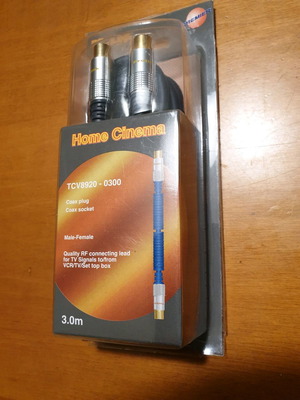 Home Cinema
TCV8920 - 0300
Coax plug
Coax socket
Male-Female
Quality RF connecting lead
for TV Signals to/from
VCR/TV/Set top box
3.0m